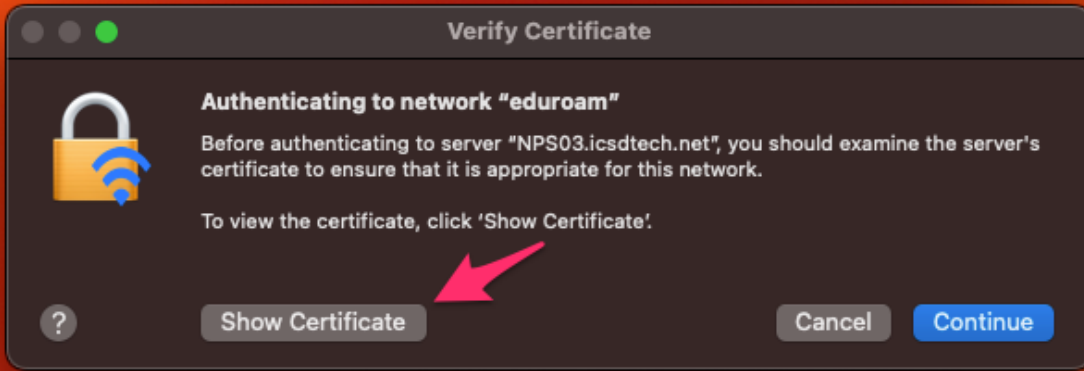 Verify Certificate
Authenticating to network “eduroam”
Before authenticating to server “NPS03.icsdtech.net”, you should examine the server's
certificate to ensure that it is appropriate for this network.
To view the certificate, click ‘Show Certificate’.
?
Show Certificate
Cancel
Continue